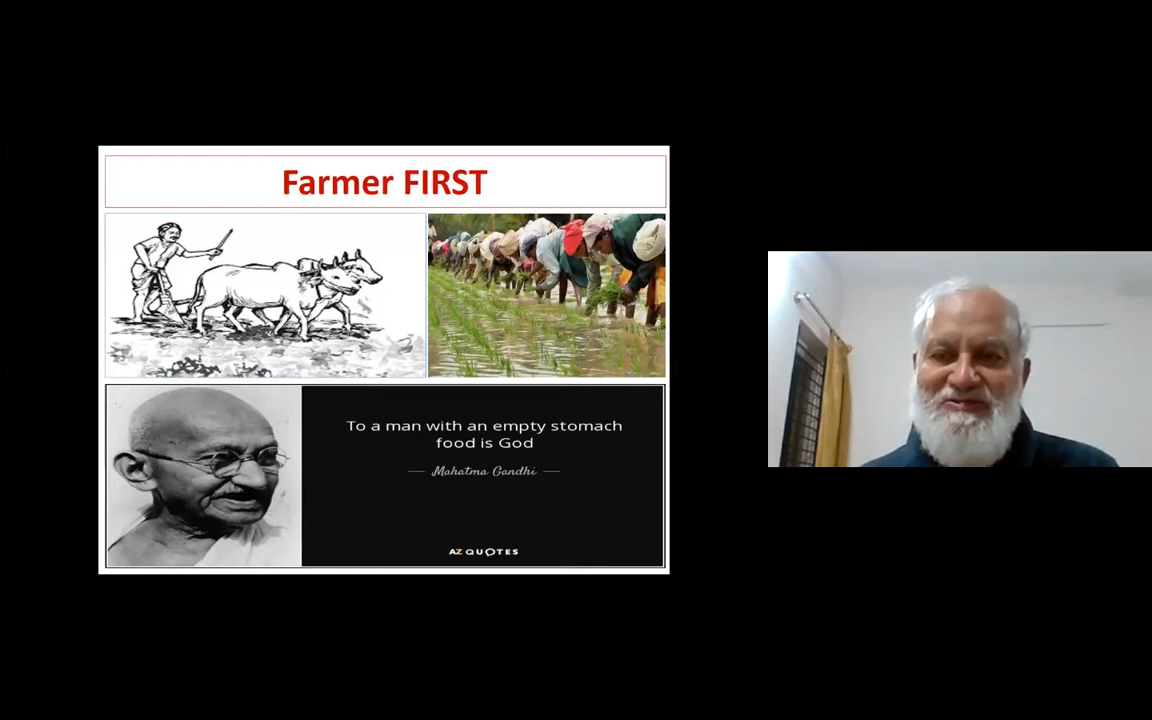 Farmer FIRST
To a man with an empty stomach
food is God
Mahatma Gandhi
AZ QUOTES